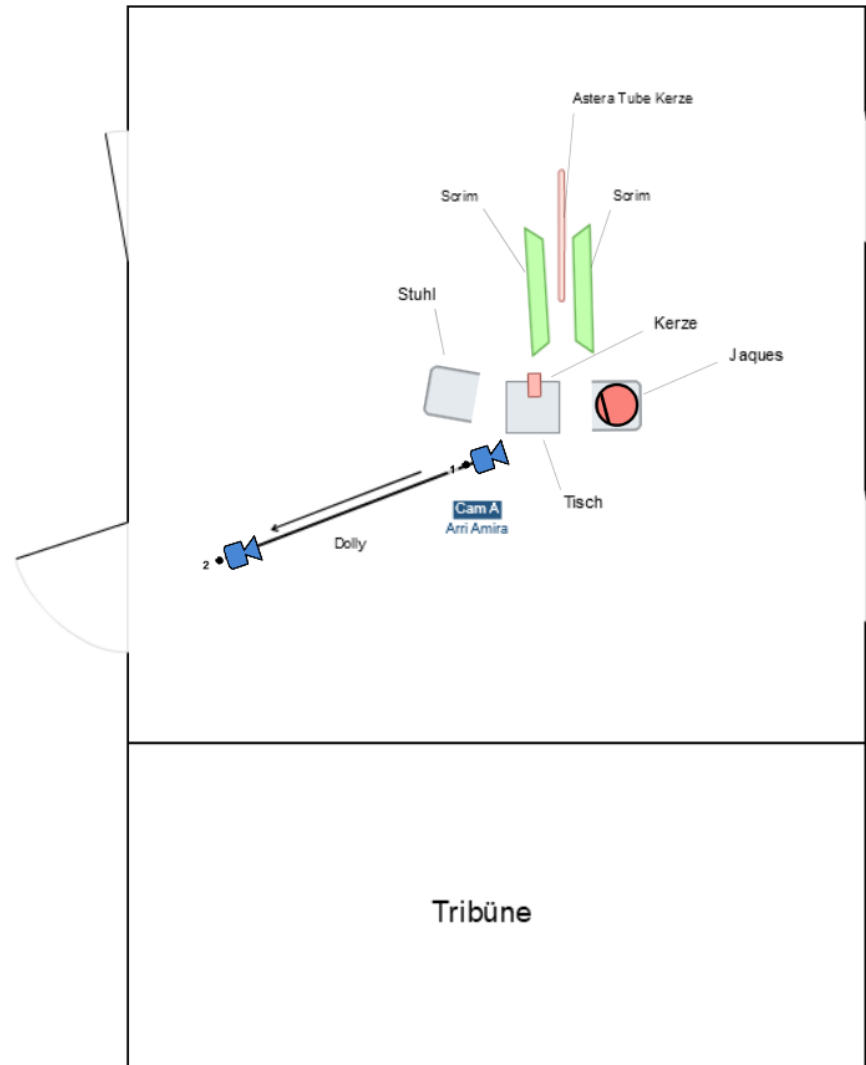 Astera Tube Kerze
Scrim
Scrim
Stuhl
Kerze
Jaques
1
Cam A
Arri Amira
Tisch
Dolly
2
Tribüne